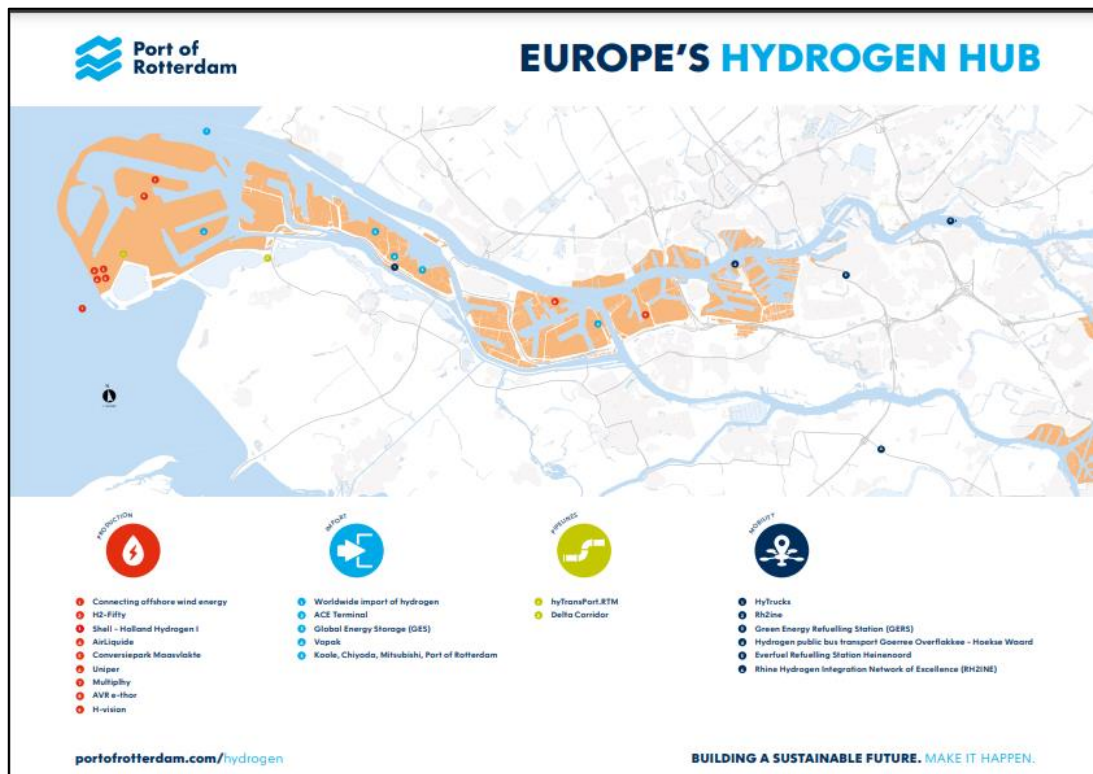 Port of
Rotterdam
EUROPE'S HYDROGEN HUB
N
PRODUCTION
Connecting offshore wind energy
H2-Fifty
Shell - Holland Hydrogen I
AirLiquide
Conversiepark Maasvlakte
Uniper
Multiplhy
AVR e-thor
H-vision
IMPORT
Worldwide import of hydrogen
ACE Terminal
Global Energy Storage (GES)
Vopak
Koole, Chiyoda, Mitsubishi, Port of Rotterdam
PIPELINES
hyTransPort.RTM
Delta Corridor
MOBILITY
HyTrucks
Rh2ine
Green Energy Refuelling Station (GERS)
Hydrogen public bus transport Goerree Overflakkee - Hoekse Waard
Everfuel Refuelling Station Heinenoord
Rhine Hydrogen Integration Network of Excellence (RH2INE)
portofrotterdam.com/hydrogen
BUILDING A SUSTAINABLE FUTURE. MAKE IT HAPPEN.